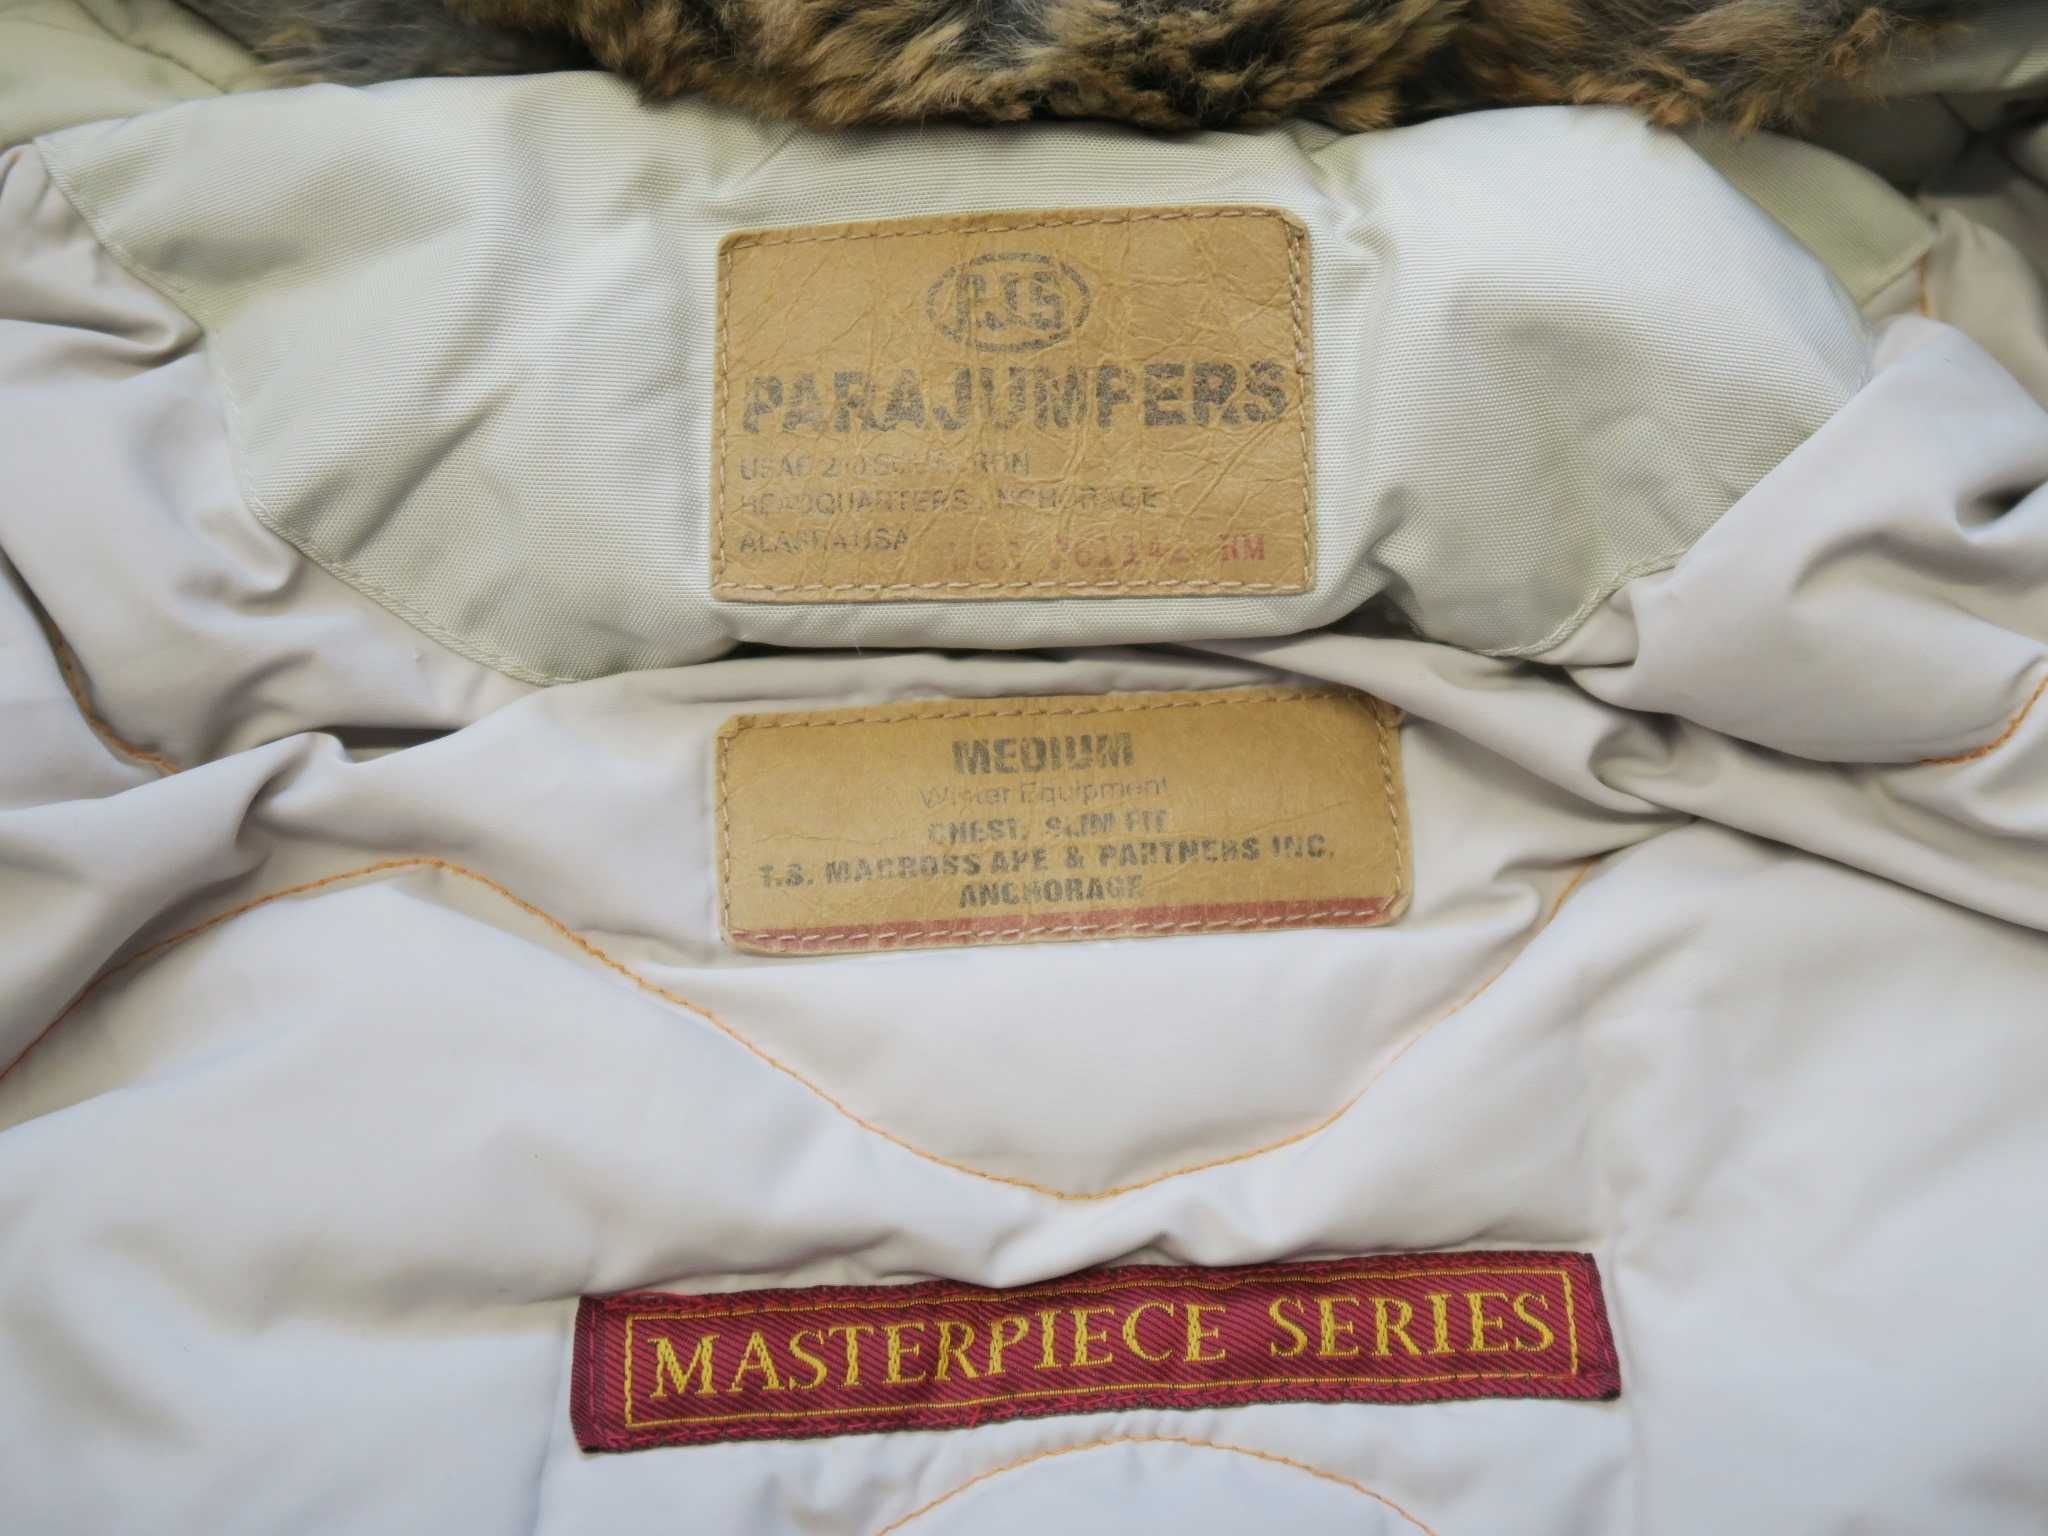 PJS
PARAJUMPERS
USAF 210 SQUADRON
HEADQUARTERS ANCHORAGE
ALASKA USA
RM
MEDIUM
Winter Equipment
CHEST. SLIM FIT
T.S. MACROSS APE & PARTNERS INC.
ANCHORAGE
MASTERPIECE SERIES